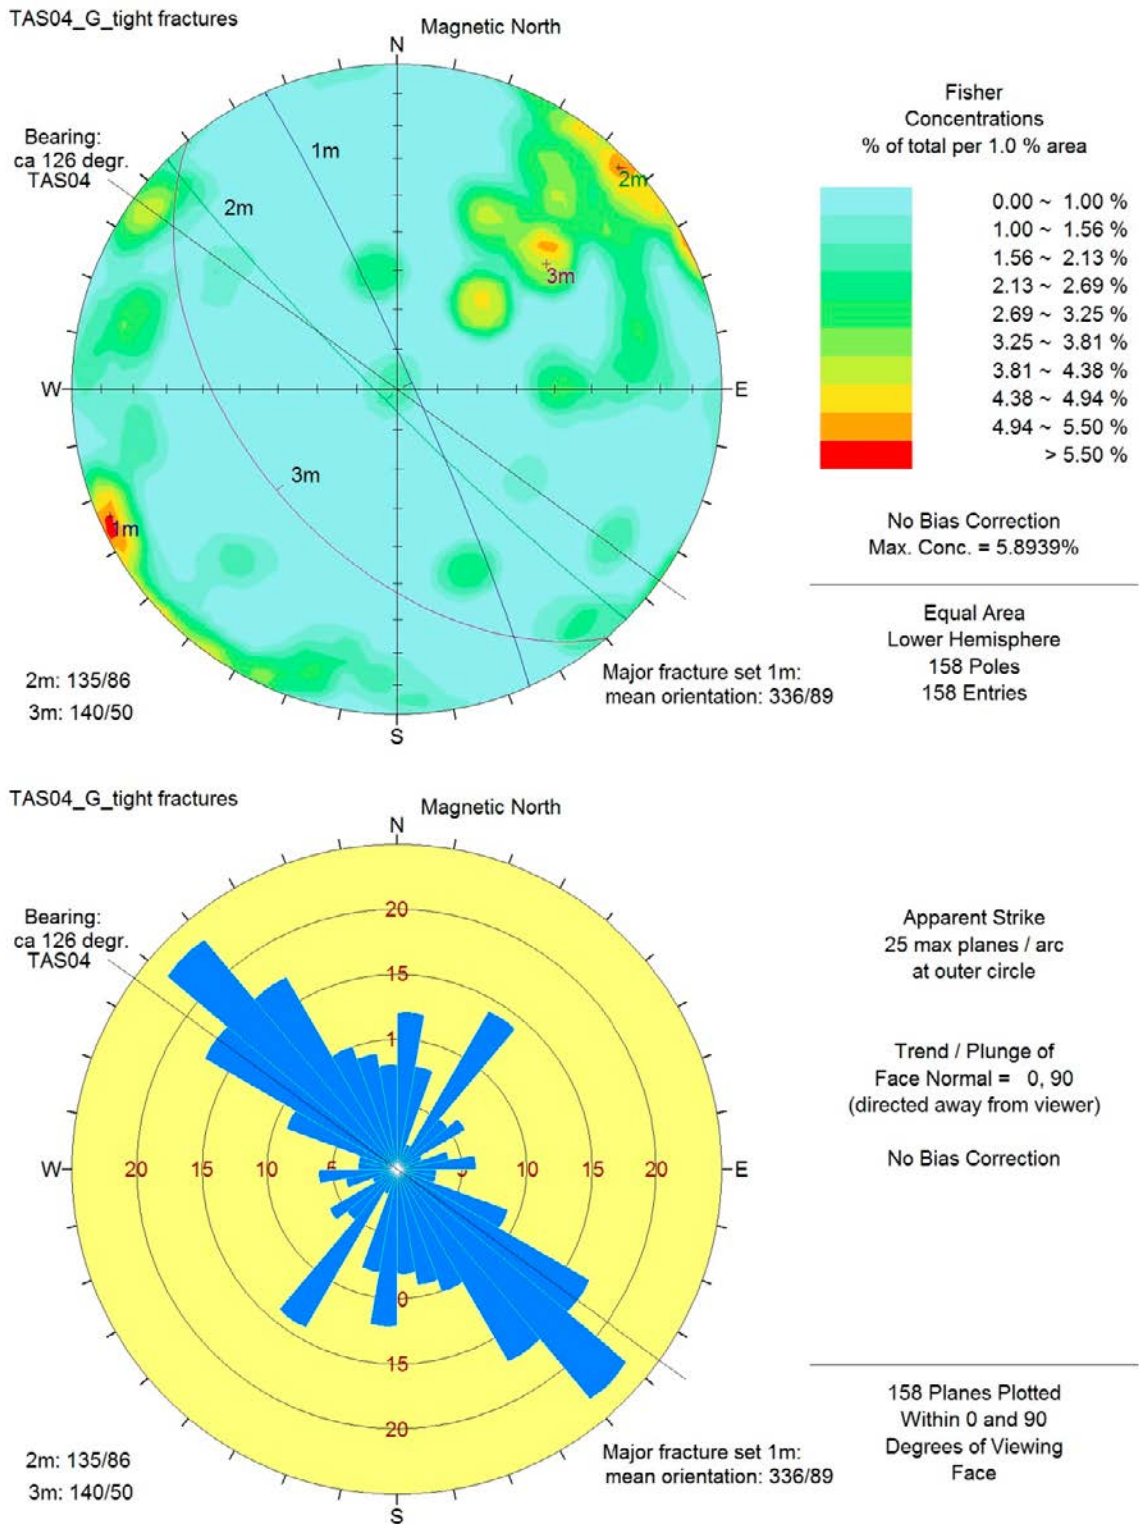 TAS04_G_tight fractures
Magnetic North
N
Bearing:
ca 126 degr.
TAS04
1m
2m
2m
3m
W
E
3m
1m
S
2m: 135/86
3m: 140/50
Major fracture set 1m:
mean orientation: 336/89
Fisher
Concentrations
% of total per 1.0 % area
0.00 ~ 1.00 %
1.00 ~ 1.56 %
1.56 ~ 2.13 %
2.13 ~ 2.69 %
2.69 ~ 3.25 %
3.25 ~ 3.81 %
3.81 ~ 4.38 %
4.38 ~ 4.94 %
4.94 ~ 5.50 %
> 5.50 %
No Bias Correction
Max. Conc. = 5.8939%
Equal Area
Lower Hemisphere
158 Poles
158 Entries
TAS04_G_tight fractures
Magnetic North
N
Bearing:
ca 126 degr.
TAS04
20
15
1
W
20 15 10 5 5 15 20
E
0
15
20
S
2m: 135/86
3m: 140/50
Major fracture set 1m:
mean orientation: 336/89
Apparent Strike
25 max planes / arc
at outer circle
Trend / Plunge of
Face Normal = 0, 90
(directed away from viewer)
No Bias Correction
158 Planes Plotted
Within 0 and 90
Degrees of Viewing
Face